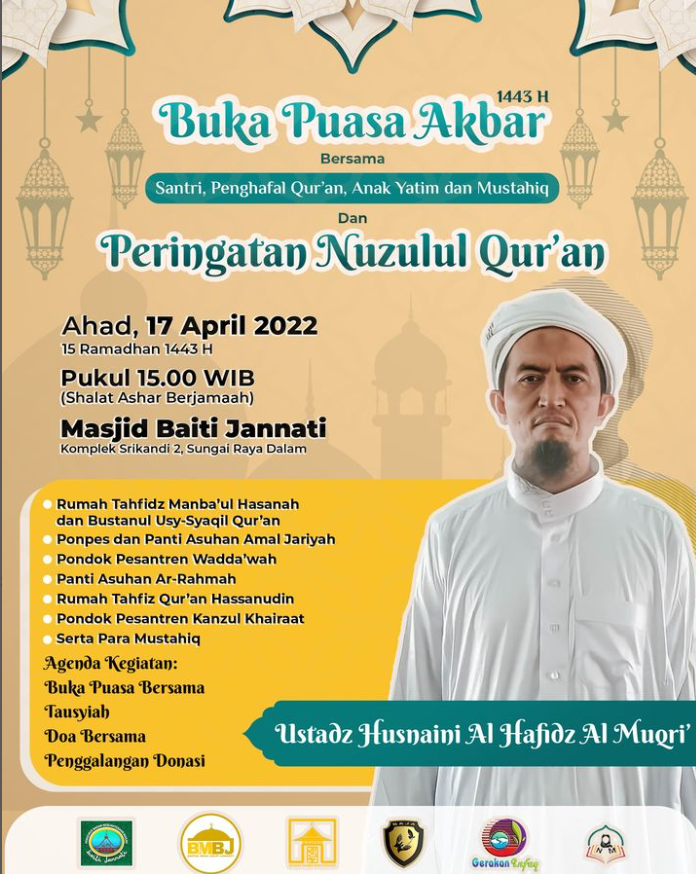 1443 H
Buka Puasa Akbar
Bersama
Santri, Penghafal Qur'an, Anak Yatim dan Mustahiq
Dan
Peringatan Nuzulul Qur'an
Ahad, 17 April 2022
15 Ramadhan 1443 H
Pukul 15.00 WIB
(Shalat Ashar Berjamaah)
Masjid Baiti Jannati
Komplek Srikandi 2, Sungai Raya Dalam
Rumah Tahfidz Manba'ul Hasanah
dan Bustanul Usy-Syaqil Qur'an
Ponpes dan Panti Asuhan Amal Jariyah
Pondok Pesantren Wadda'wah
Panti Asuhan Ar-Rahmah
Rumah Tahfiz Qur'an Hassanudin
Pondok Pesantren Kanzul Khairaat
Serta Para Mustahiq
Agenda Kegiatan:
Buka Puasa Bersama
Tausyiah
Doa Bersama
Penggalangan Donasi
Ustadz Husnaini Al Hafidz Al Muqri'
Baiti Jannati
BMBJ
Gerakan Infaq